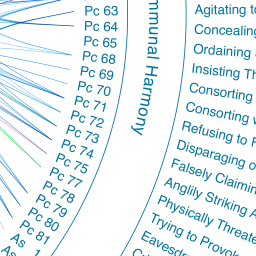 Pc 63
Pc 64
Pc 65
Pc 68
Pc 69
Pc 70
Pc 71
Pc 72
Pc 73
Pc 74
Pc 75
Pc 77
Pc 78
Pc 79
Pc 80
Pc 81
As 1
As
mmunal Harmony
Agitating to
Concealing
Ordaining
Insisting Th
Consorting
Consorting w
Refusing to
Disparaging o
Falsely Claimin
Angrily Striking A
Physically Threate
Trying to Provok
Eavesdr